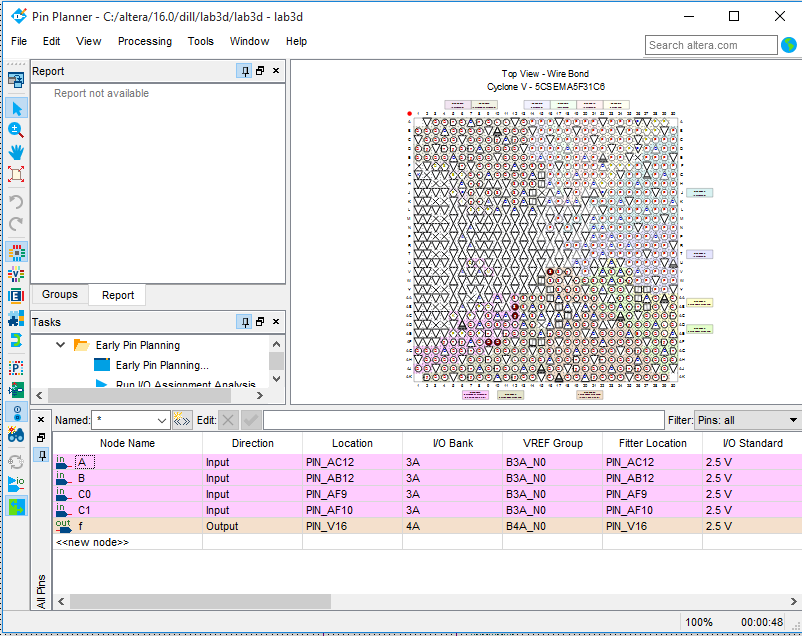 Pin Planner - C:/altera/16.0/dill/lab3d/lab3d - lab3d
File Edit View Processing Tools Window Help
Search altera.com
Report
Report not available
Groups Report
Tasks
Early Pin Planning
Early Pin Planning...
Run I/O Assignment Analysis
Top View - Wire Bond
Cyclone V - 5CSEMA5F31C6
Named: * Edit: Filter: Pins: all
Node Name Direction Location I/O Bank VREF Group Fitter Location I/O Standard
in A Input PIN_AC12 3A B3A_N0 PIN_AC12 2.5 V
in B Input PIN_AB12 3A B3A_N0 PIN_AB12 2.5 V
in C0 Input PIN_AF9 3A B3A_N0 PIN_AF9 2.5 V
in C1 Input PIN_AF10 3A B3A_N0 PIN_AF10 2.5 V
out f Output PIN_V16 4A B4A_N0 PIN_V16 2.5 V
<<new node>>
All Pins
100% 00:00:48